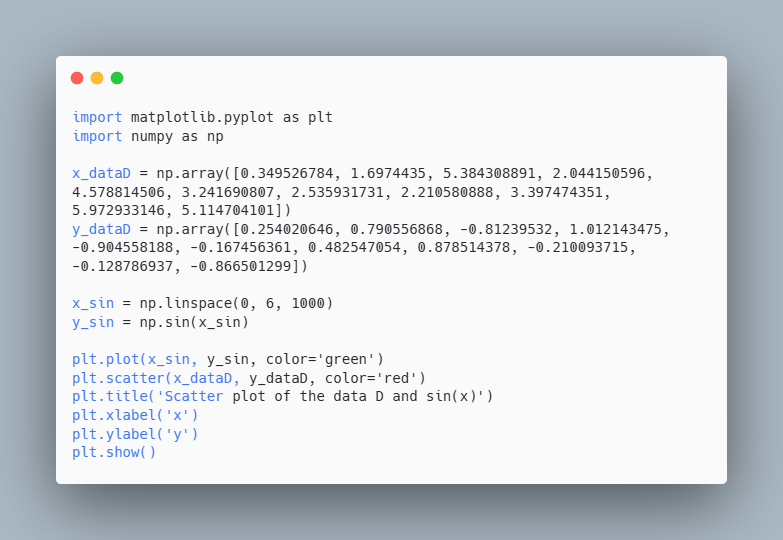 import matplotlib.pyplot as plt
import numpy as np
x_dataD = np.array([0.349526784, 1.6974435, 5.384308891, 2.044150596,
4.578814506, 3.241690807, 2.535931731, 2.210580888, 3.397474351,
5.972933146, 5.114704101])
y_dataD = np.array([0.254020646, 0.790556868, -0.81239532, 1.012143475,
-0.904558188, -0.167456361, 0.482547054, 0.878514378, -0.210093715,
-0.128786937, -0.866501299])
x_sin = np.linspace(0, 6, 1000)
y_sin = np.sin(x_sin)
plt.plot(x_sin, y_sin, color='green')
plt.scatter(x_dataD, y_dataD, color='red')
plt.title('Scatter plot of the data D and sin(x)')
plt.xlabel('x')
plt.ylabel('y')
plt.show()